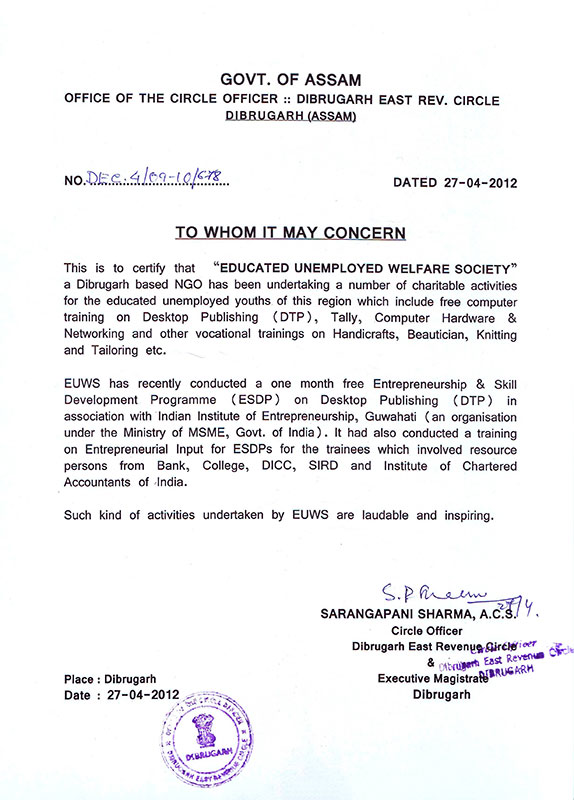 GOVT. OF ASSAM
OFFICE OF THE CIRCLE OFFICER :: DIBRUGARH EAST REV. CIRCLE
DIBRUGARH (ASSAM)
NO. DEC.4/09-10/678
DATED 27-04-2012
TO WHOM IT MAY CONCERN
This is to certify that "EDUCATED UNEMPLOYED WELFARE SOCIETY"
a Dibrugarh based NGO has been undertaking a number of charitable activities
for the educated unemployed youths of this region which include free computer
training on Desktop Publishing (DTP), Tally, Computer Hardware &
Networking and other vocational trainings on Handicrafts, Beautician, Knitting
and Tailoring etc.
EUWS has recently conducted a one month free Entrepreneurship & Skill
Development Programme (ESDP) on Desktop Publishing (DTP) in
association with Indian Institute of Entrepreneurship, Guwahati (an organisation
under the Ministry of MSME, Govt. of India). It had also conducted a training
on Entrepreneurial Input for ESDPs for the trainees which involved resource
persons from Bank, College, DICC, SIRD and Institute of Chartered
Accountants of India.
Such kind of activities undertaken by EUWS are laudable and inspiring.
27/4.
SARANGAPANI SHARMA, A.C.S.
Circle Officer
Dibrugarh East Revenue Circle
&
Executive Magistrate
Dibrugarh
Circle Officer
Dibrugarh East Revenue Circle
DIBRUGARH
Place : Dibrugarh
Date : 27-04-2012
DIBRUGARH